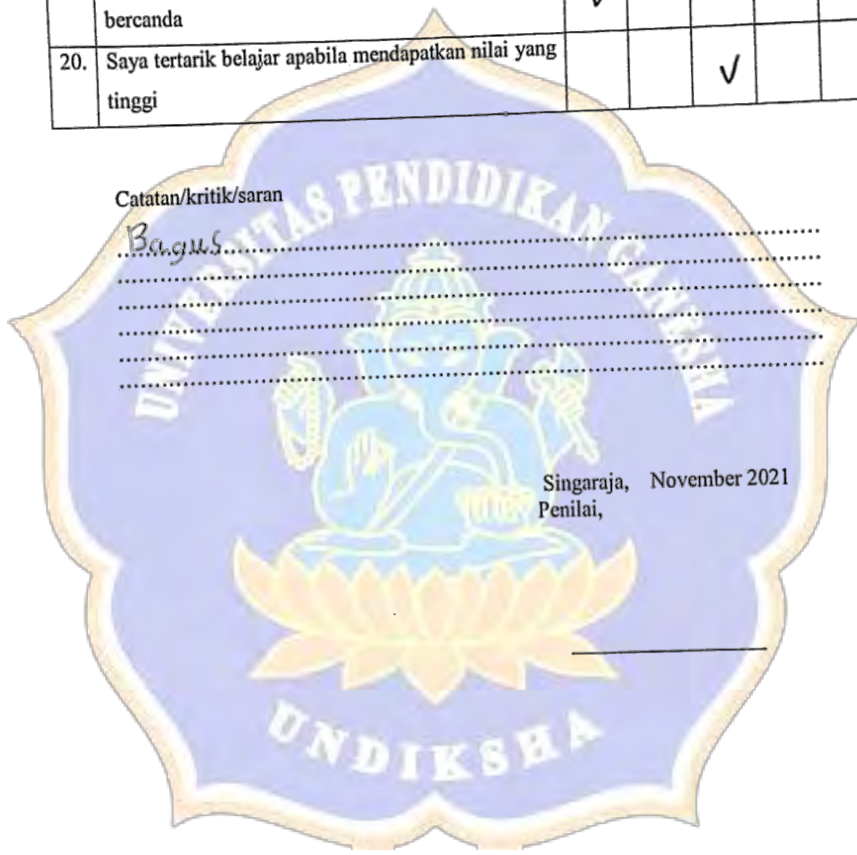 bercanda
V
20. Saya tertarik belajar apabila mendapatkan nilai yang
tinggi
V
Catatan/kritik/saran
Bagus
UNIVERSITAS PENDIDIKAN GANESHA
Singaraja, November 2021
Penilai,
UNDIKSHA